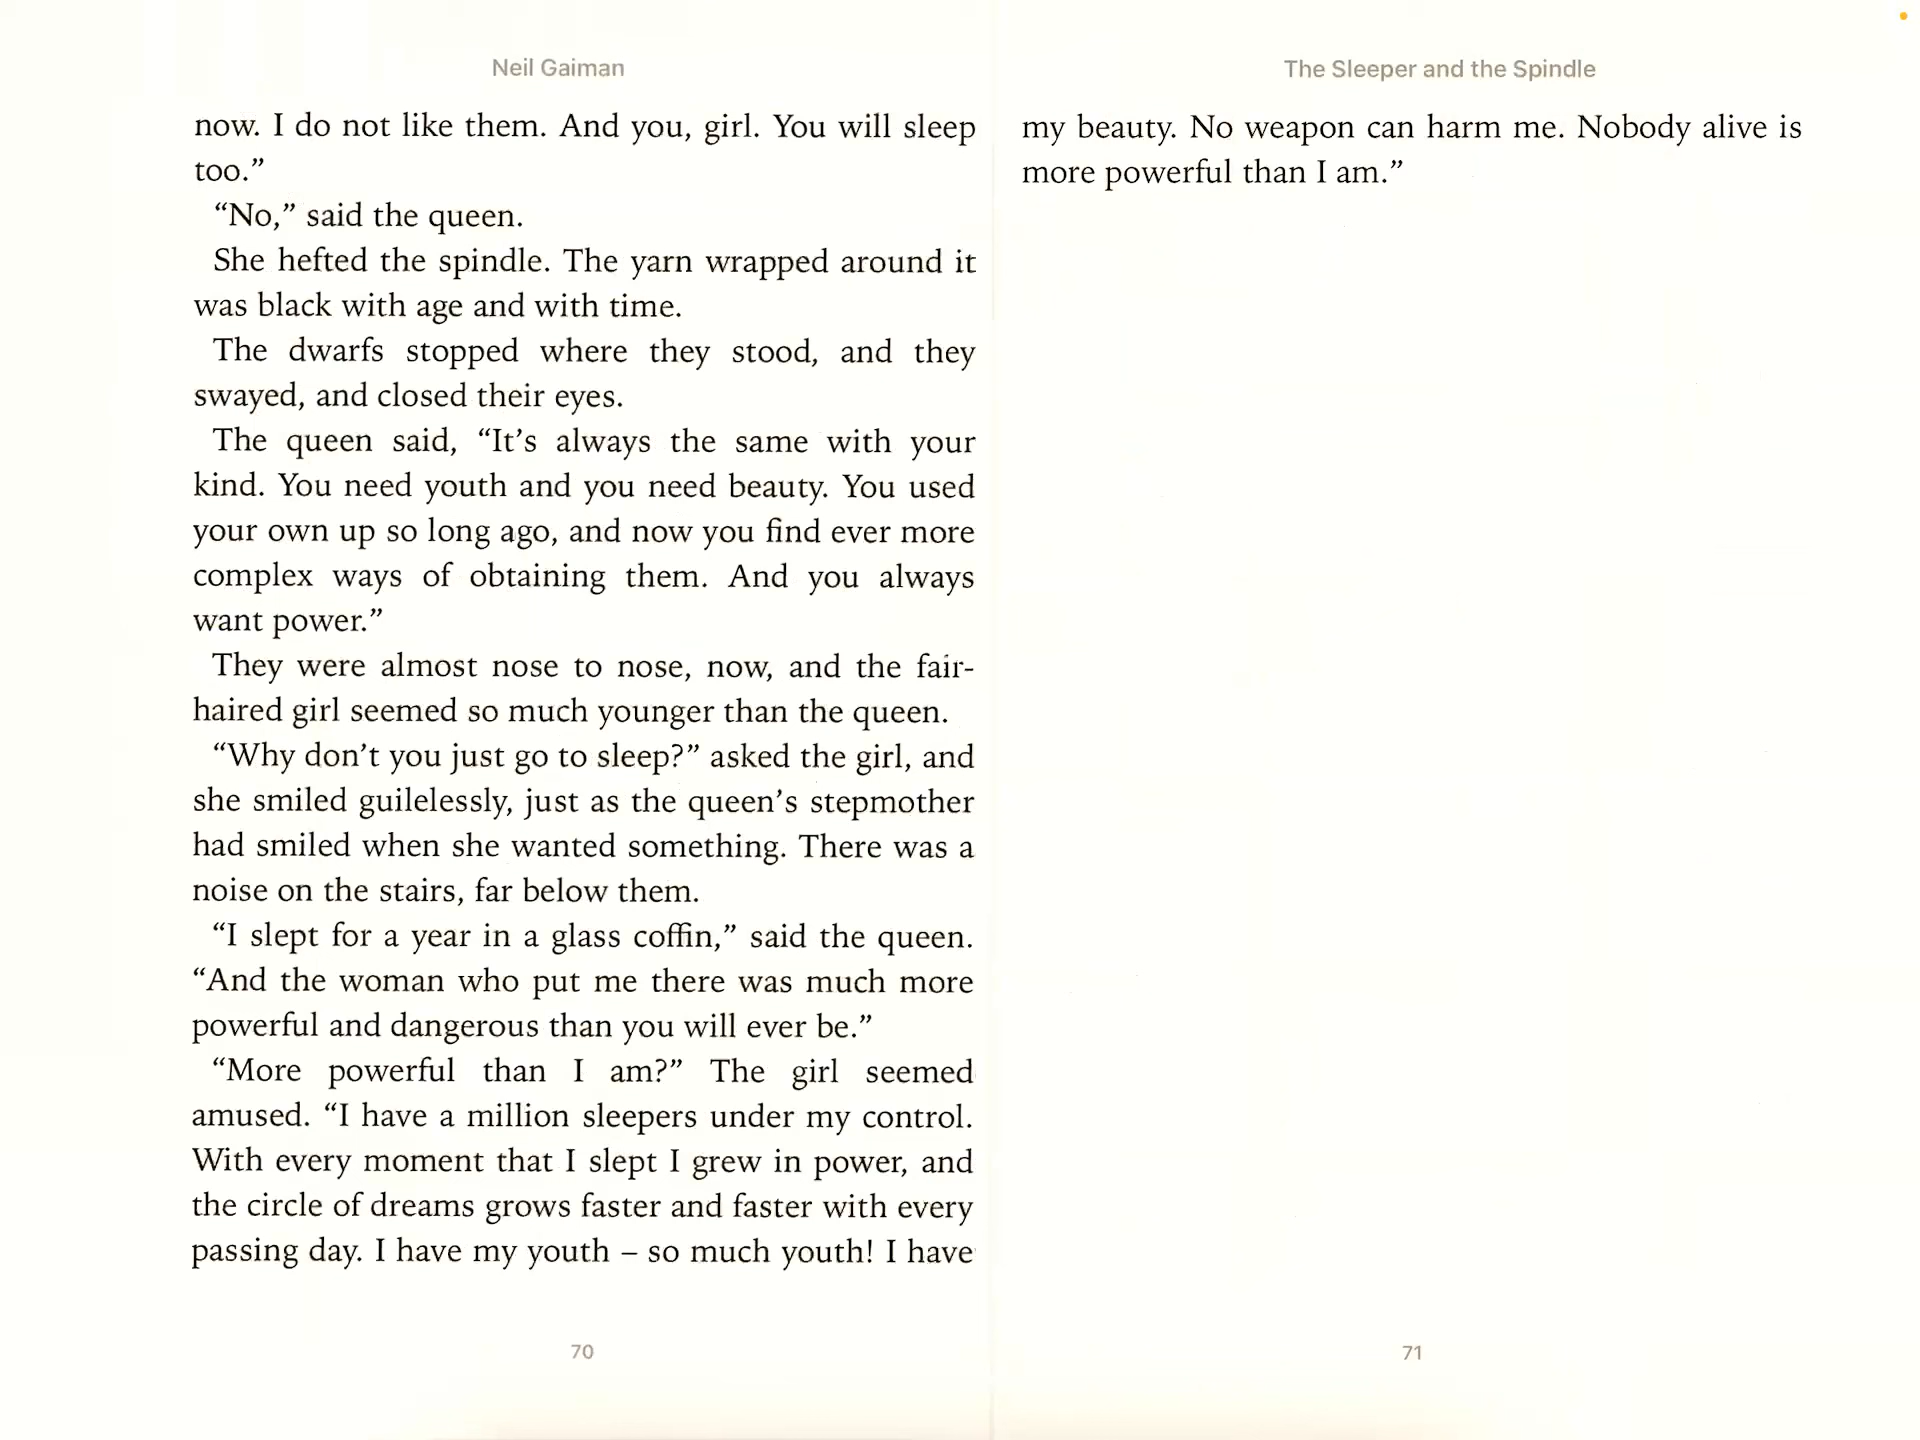 Neil Gaiman
now. I do not like them. And you, girl. You will sleep
too.”
“No,” said the queen.
She hefted the spindle. The yarn wrapped around it
was black with age and with time.
The dwarfs stopped where they stood, and they
swayed, and closed their eyes.
The queen said, “It’s always the same with your
kind. You need youth and you need beauty. You used
your own up so long ago, and now you find ever more
complex ways of obtaining them. And you always
want power.”
They were almost nose to nose, now, and the fair-
haired girl seemed so much younger than the queen.
“Why don’t you just go to sleep?” asked the girl, and
she smiled guilelessly, just as the queen’s stepmother
had smiled when she wanted something. There was a
noise on the stairs, far below them.
“I slept for a year in a glass coffin,” said the queen.
“And the woman who put me there was much more
powerful and dangerous than you will ever be.”
“More powerful than I am?” The girl seemed
amused. “I have a million sleepers under my control.
With every moment that I slept I grew in power, and
the circle of dreams grows faster and faster with every
passing day. I have my youth – so much youth! I have
70
The Sleeper and the Spindle
my beauty. No weapon can harm me. Nobody alive is
more powerful than I am.”
71